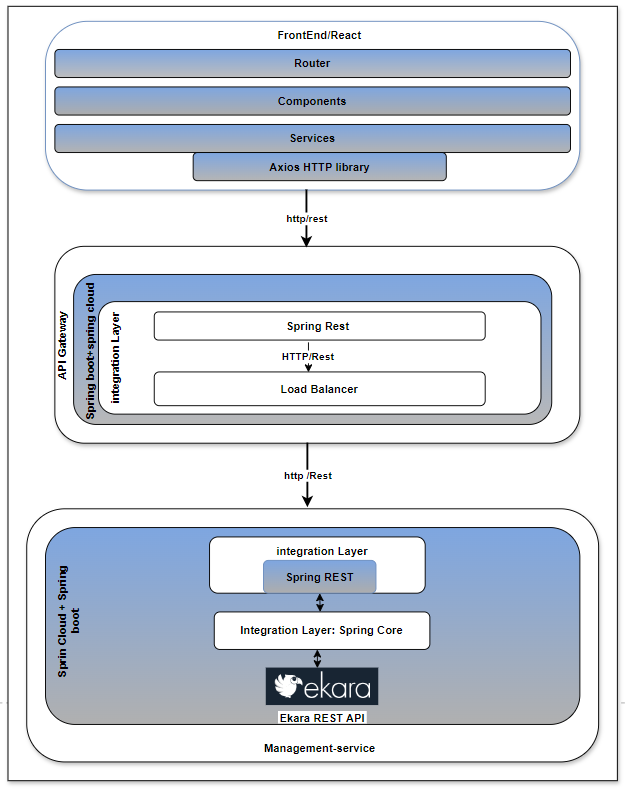 FrontEnd/React
Router
Components
Services
Axios HTTP library
http/rest
API Gateway
Spring boot+spring cloud
integration Layer
Spring Rest
HTTP/Rest
Load Balancer
http /Rest
Sprin Cloud + Spring
boot
integration Layer
Spring REST
Integration Layer: Spring Core
ekara
Ekara REST API
Management-service